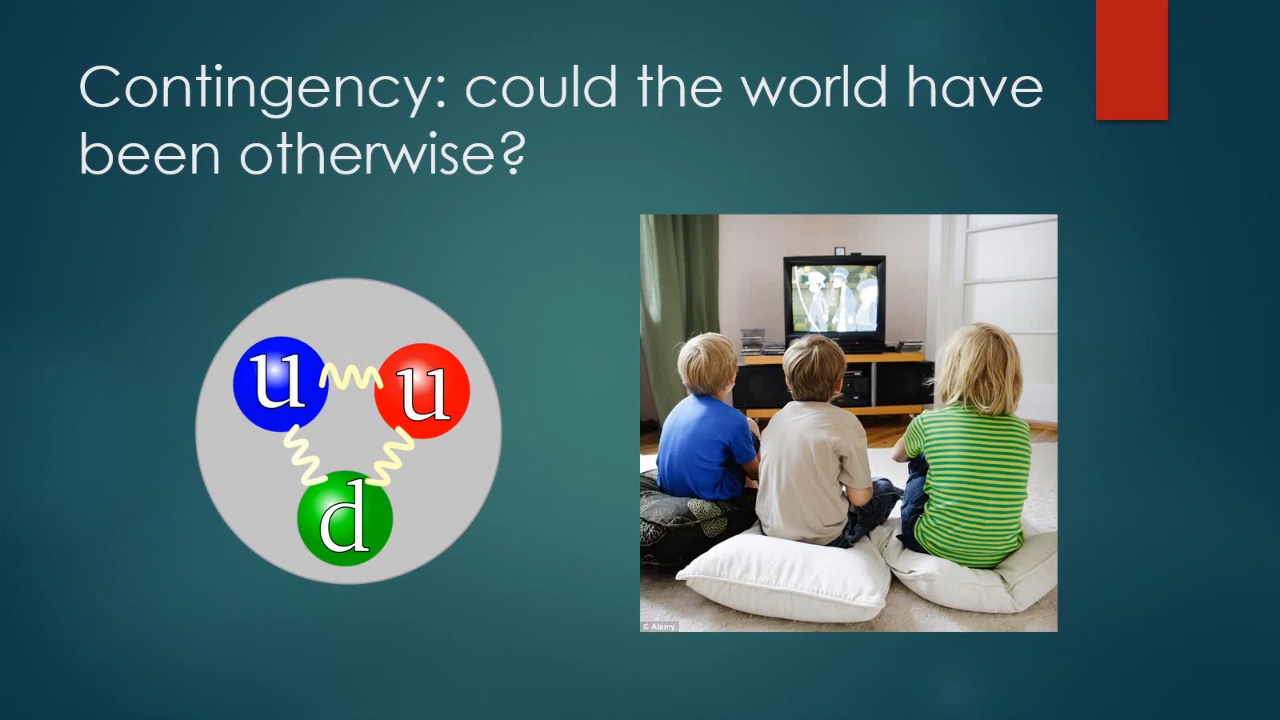 Contingency: could the world have
been otherwise?
u u
d
© Alamy